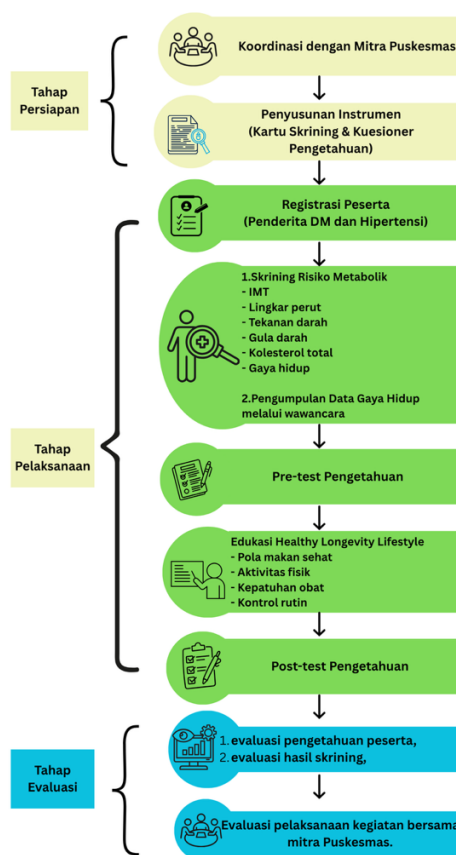 Tahap
Persiapan
Koordinasi dengan Mitra Puskesmas
Penyusunan Instrumen
(Kartu Skrining & Kuesioner
Pengetahuan)
Tahap
Pelaksanaan
Registrasi Peserta
(Penderita DM dan Hipertensi)
1.Skrining Risiko Metabolik
- IMT
- Lingkar perut
- Tekanan darah
- Gula darah
- Kolesterol total
- Gaya hidup
2.Pengumpulan Data Gaya Hidup
melalui wawancara
Pre-test Pengetahuan
Edukasi Healthy Longevity Lifestyle
- Pola makan sehat
- Aktivitas fisik
- Kepatuhan obat
- Kontrol rutin
Post-test Pengetahuan
Tahap
Evaluasi
1. evaluasi pengetahuan peserta,
2. evaluasi hasil skrining,
Evaluasi pelaksanaan kegiatan bersama
mitra Puskesmas.